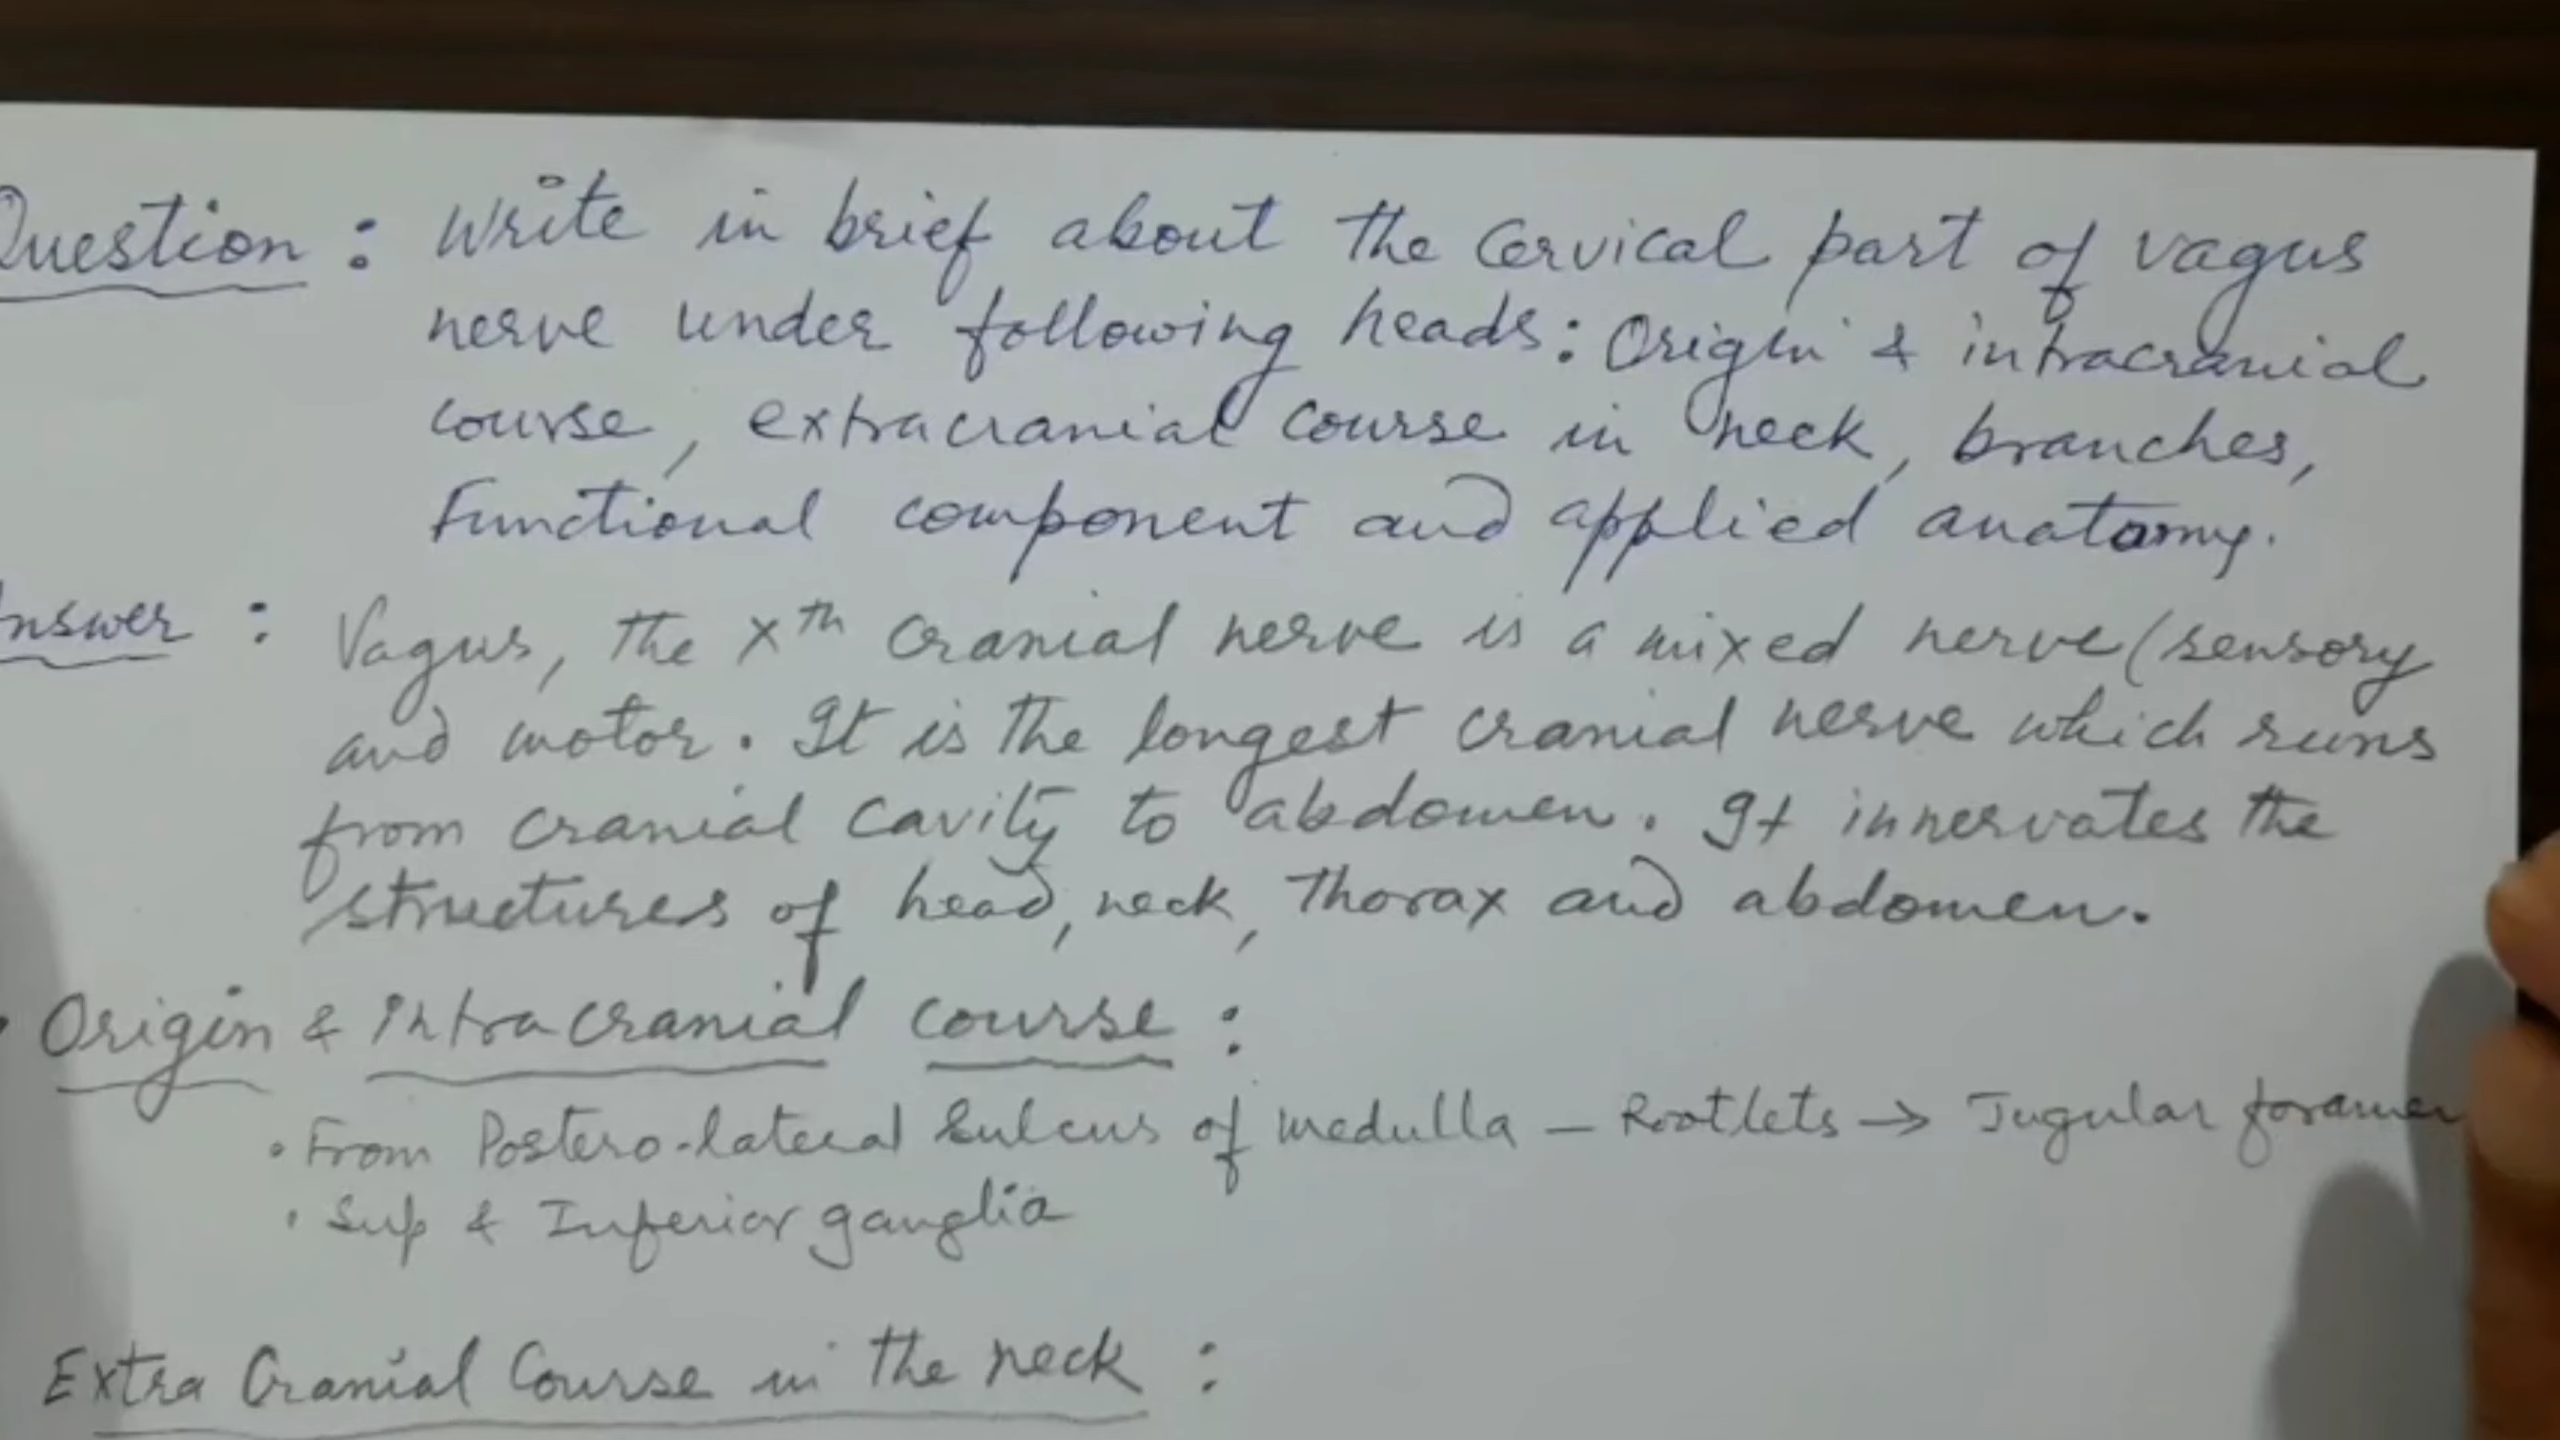 Question : Write in brief about the Cervical part of vagus
nerve under following heads: Origin & intracranial
course, extracranial course in neck, branches,
Functional component and applied anatomy.
Answer : Vagus, the Xth cranial nerve is a mixed nerve (sensory
and motor. It is the longest cranial nerve which runs
from cranial cavity to abdomen. It innervates the
structures of head, neck, thorax and abdomen.
• Origin & intracranial course :
• From Postero-lateral Sulcus of medulla – Rootlets → Jugular foramen
• Sup & Inferior ganglia
Extra Cranial Course in the neck :